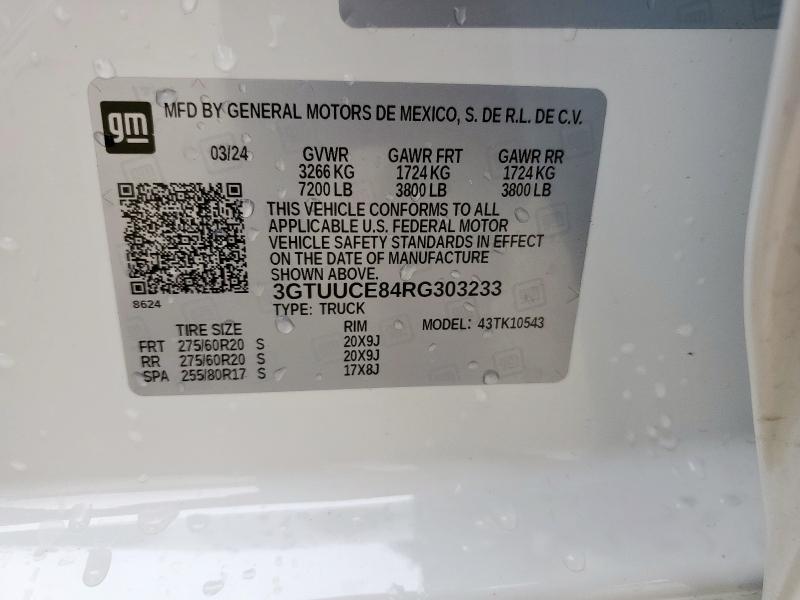 gm MFD BY GENERAL MOTORS DE MEXICO, S. DE R.L. DE C.V.
03/24 GVWR GAWR FRT GAWR RR
3266 KG 1724 KG 1724 KG
7200 LB 3800 LB 3800 LB
THIS VEHICLE CONFORMS TO ALL
APPLICABLE U.S. FEDERAL MOTOR
VEHICLE SAFETY STANDARDS IN EFFECT
ON THE DATE OF MANUFACTURE
SHOWN ABOVE.
8624
3GTUUCE84RG303233
TYPE: TRUCK
TIRE SIZE RIM MODEL: 43TK10543
FRT 275/60R20 S 20X9J
RR 275/60R20 S 20X9J
SPA 255/80R17 S 17X8J